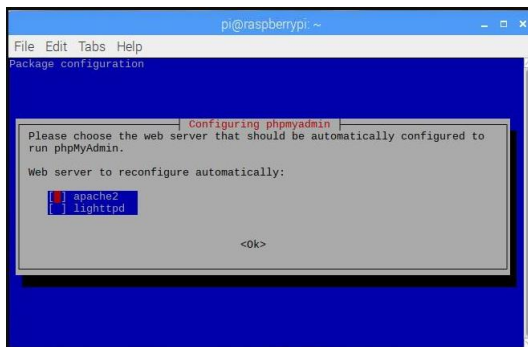 pi@raspberrypi: ~
File Edit Tabs Help
Package configuration
Configuring phpmyadmin
Please choose the web server that should be automatically configured to
run phpMyAdmin.
Web server to reconfigure automatically:
[ ] apache2
[ ] lighttpd
<Ok>